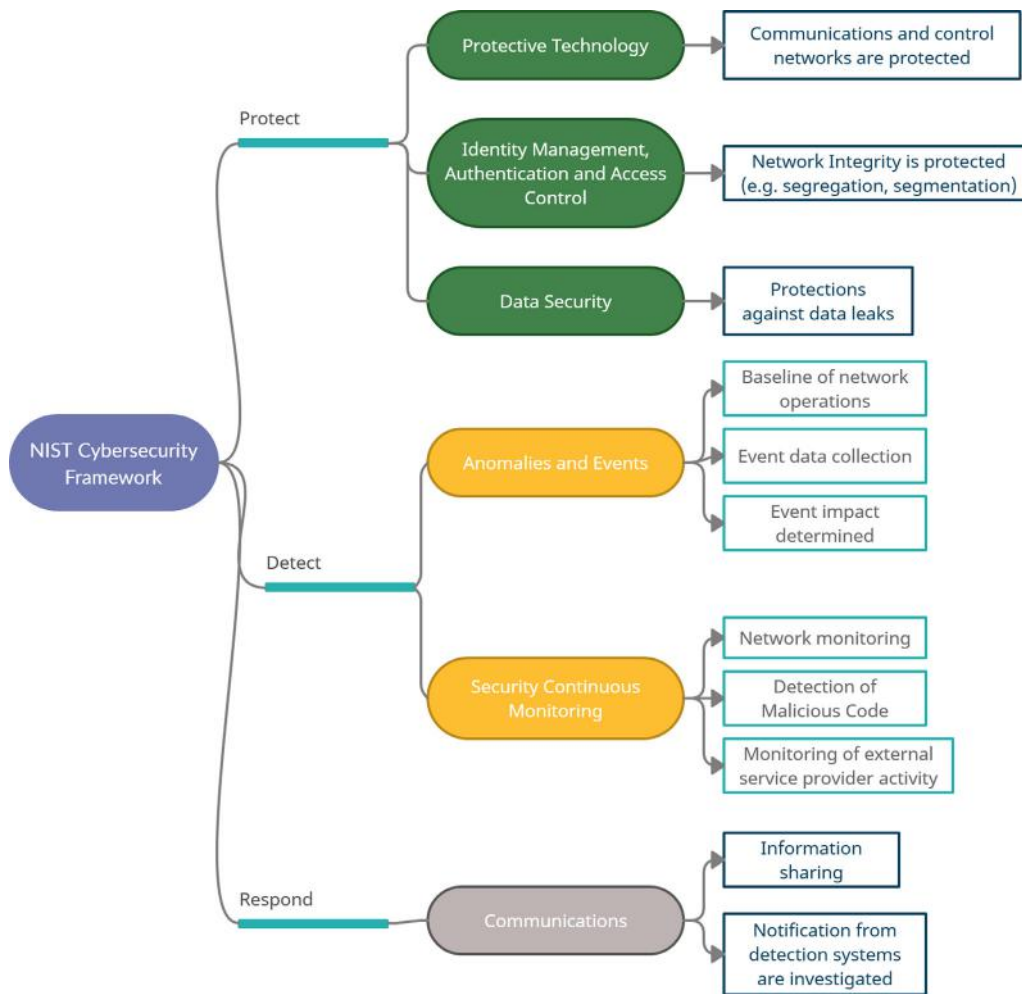 Protective Technology
Communications and control
networks are protected
Protect
Identity Management,
Authentication and Access
Control
Network Integrity is protected
(e.g. segregation, segmentation)
Data Security
Protections
against data leaks
NIST Cybersecurity
Framework
Anomalies and Events
Baseline of network
operations
Event data collection
Event impact
determined
Detect
Security Continuous
Monitoring
Network monitoring
Detection of
Malicious Code
Monitoring of external
service provider activity
Respond
Communications
Information
sharing
Notification from
detection systems
are investigated